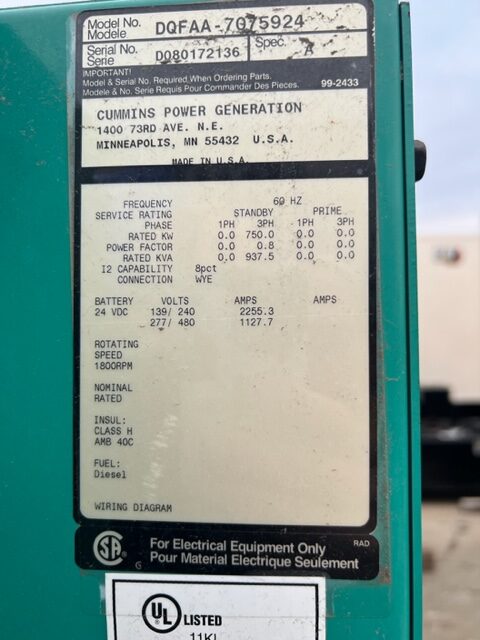 Model No. DQFAA-7075924
Modele
Serial No. D080172136 Spec. A
Serie
IMPORTANT!
Model & Serial No. Required When Ordering Parts.
Modele & No. Serie Requis Pour Commander Des Pieces. 99-2433
CUMMINS POWER GENERATION
1400 73RD AVE. N.E.
MINNEAPOLIS, MN 55432 U.S.A.
MADE IN U.S.A.
FREQUENCY 60 HZ
SERVICE RATING STANDBY PRIME
PHASE 1PH 3PH 1PH 3PH
RATED KW 0.0 750.0 0.0 0.0
POWER FACTOR 0.0 0.8 0.0 0.0
RATED KVA 0.0 937.5 0.0 0.0
I2 CAPABILITY 8pct
CONNECTION WYE
BATTERY VOLTS AMPS AMPS
24 VDC 139/ 240 2255.3
277/ 480 1127.7
ROTATING
SPEED
1800RPM
NOMINAL
RATED
INSUL:
CLASS H
AMB 40C
FUEL:
Diesel
WIRING DIAGRAM
SA ® G For Electrical Equipment Only RAD
Pour Material Electrique Seulement
UL LISTED